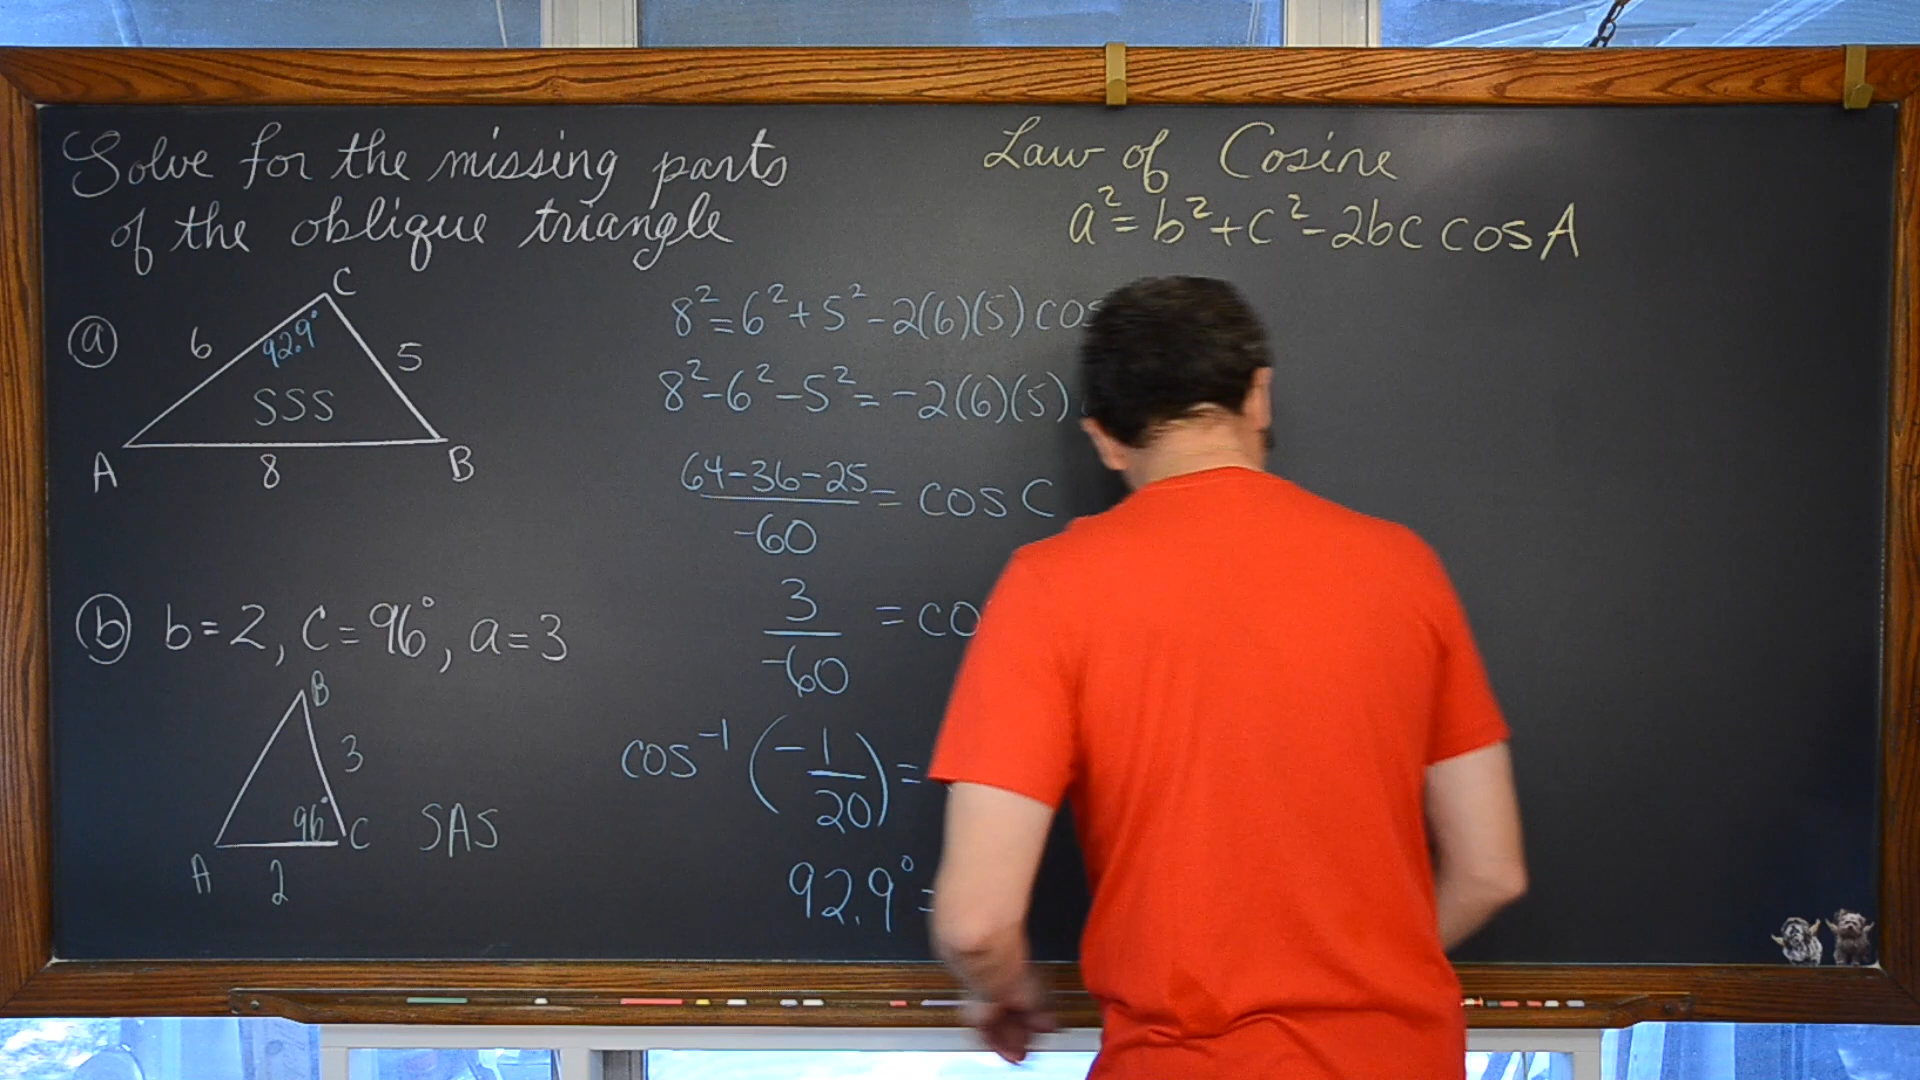 Solve for the missing parts
of the oblique triangle
C
ⓐ 6 92.9° 5
SSS
A 8 B
ⓑ b=2, C=96°, a=3
B
3
96° C SAS
A 2
8²=6²+5²-2(6)(5)cos
8²-6²-5²=-2(6)(5)
64-36-25/-60 = cos C
3/-60 = co
cos⁻¹(-1/20)=
92.9°=
Law of Cosine
a²=b²+c²-2bc cos A